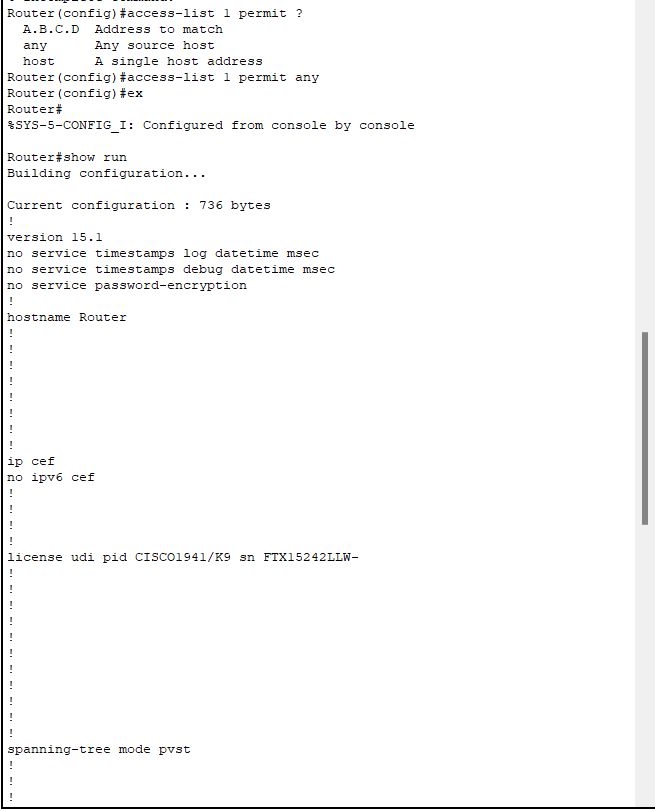 Router(config)#access-list 1 permit ?
  A.B.C.D  Address to match
  any      Any source host
  host     A single host address
Router(config)#access-list 1 permit any
Router(config)#ex
Router#
%SYS-5-CONFIG_I: Configured from console by console

Router#show run
Building configuration...

Current configuration : 736 bytes
!
version 15.1
no service timestamps log datetime msec
no service timestamps debug datetime msec
no service password-encryption
!
hostname Router
!
!
!
!
!
!
!
!
ip cef
no ipv6 cef
!
!
!
!
license udi pid CISCO1941/K9 sn FTX15242LLW-
!
!
!
!
!
!
!
!
!
!
!
spanning-tree mode pvst
!
!
!